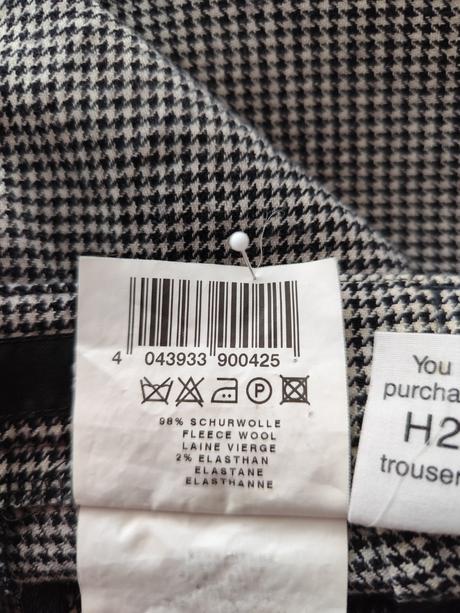 4 043933 900425
P
98% SCHURWOLLE
FLEECE WOOL
LAINE VIERGE
2% ELASTHAN
ELASTANE
ELASTHANNE
You
purcha
H2
trouser